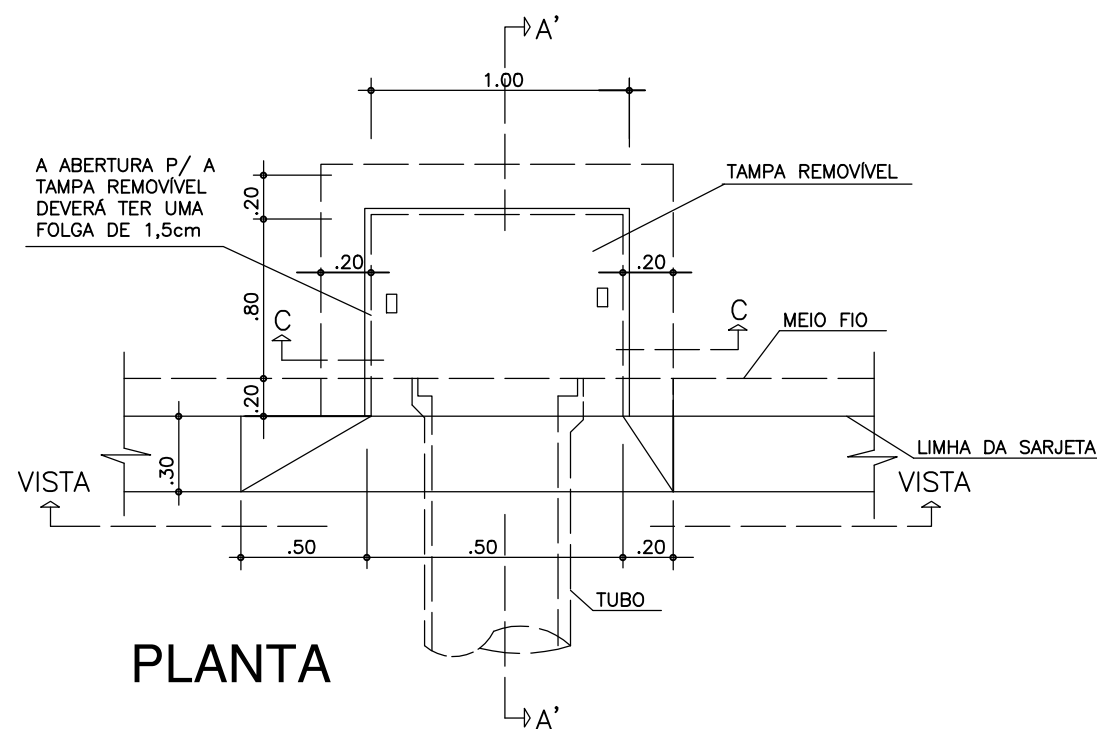 A'
1.00
A ABERTURA P/ A
TAMPA REMOVÍVEL
DEVERÁ TER UMA
FOLGA DE 1,5cm
TAMPA REMOVÍVEL
.20
.20
.20
.80
C
C
MEIO FIO
.20
.30
LIMHA DA SARJETA
VISTA
VISTA
.50
.50
.20
TUBO
PLANTA
A'